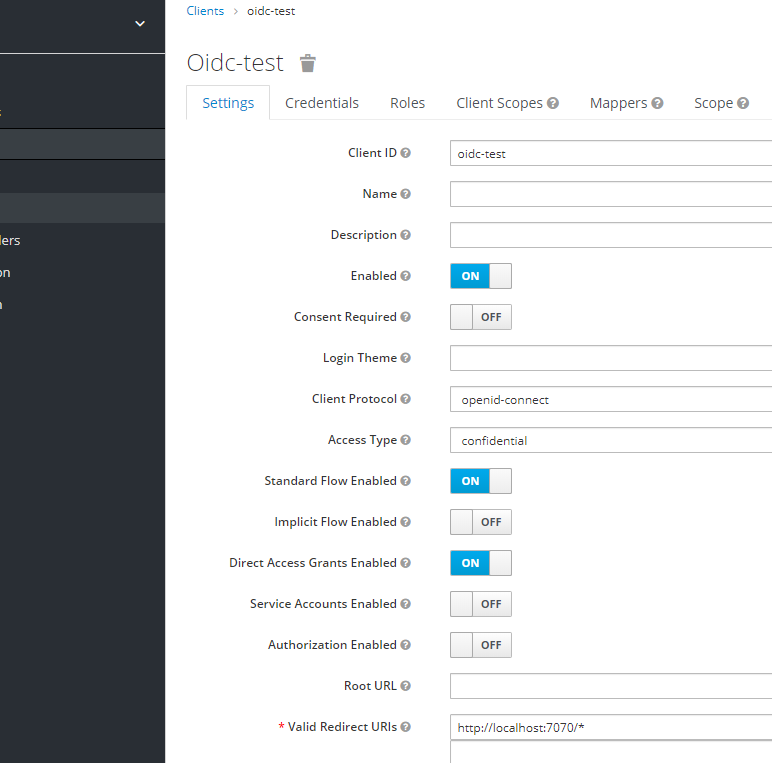 Clients > oidc-test
Oidc-test
Settings Credentials Roles Client Scopes Mappers Scope
Client ID oidc-test
Name
Description
Enabled ON
Consent Required OFF
Login Theme
Client Protocol openid-connect
Access Type confidential
Standard Flow Enabled ON
Implicit Flow Enabled OFF
Direct Access Grants Enabled ON
Service Accounts Enabled OFF
Authorization Enabled OFF
Root URL
* Valid Redirect URIs http://localhost:7070/*